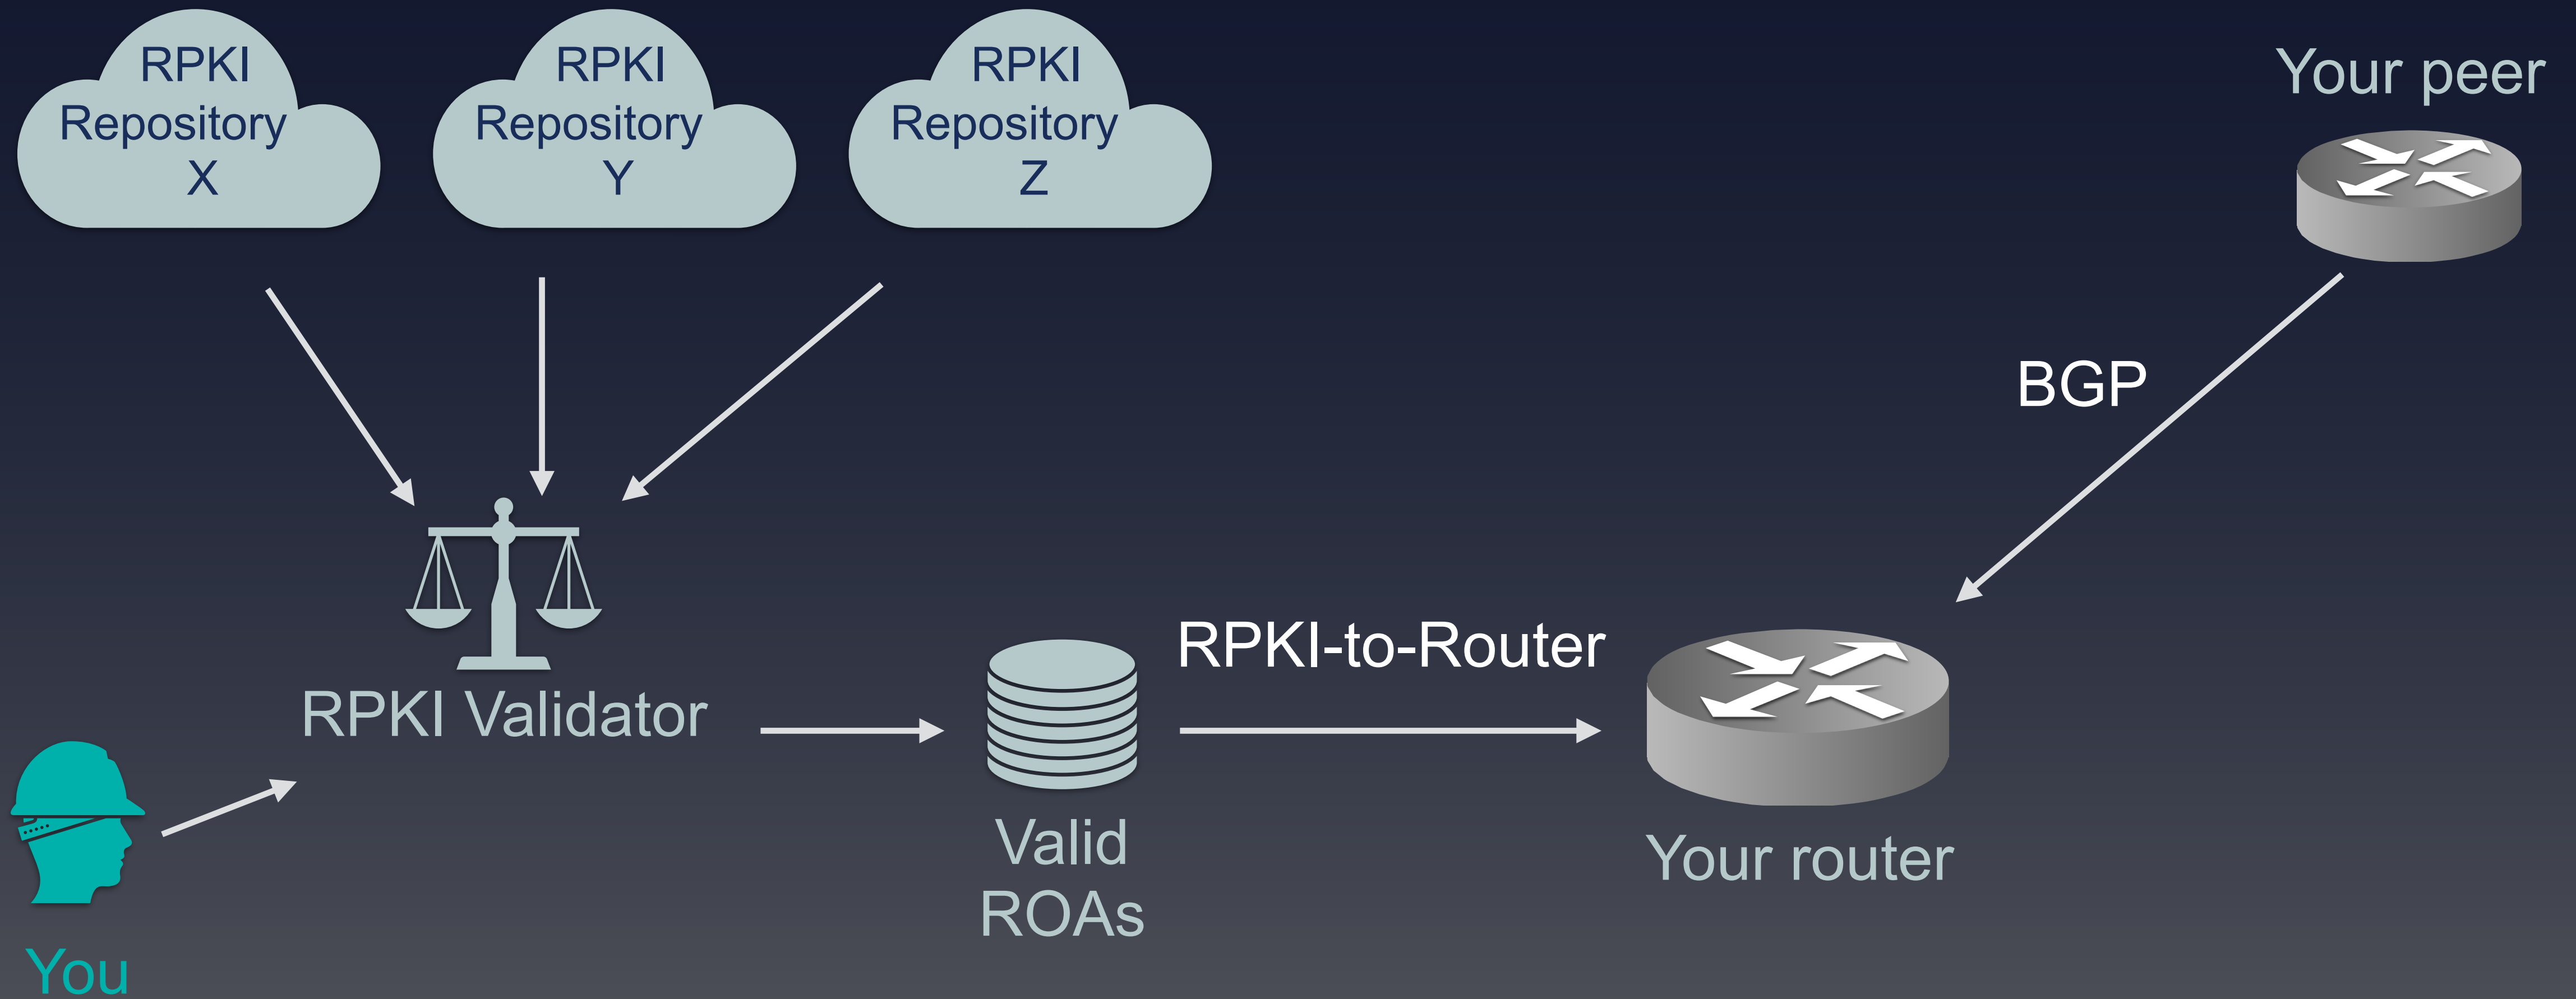 RPKI
Repository
X
RPKI
Repository
Y
RPKI
Repository
Z
Your peer
BGP
RPKI-to-Router
RPKI Validator
Valid
ROAs
Your router
You